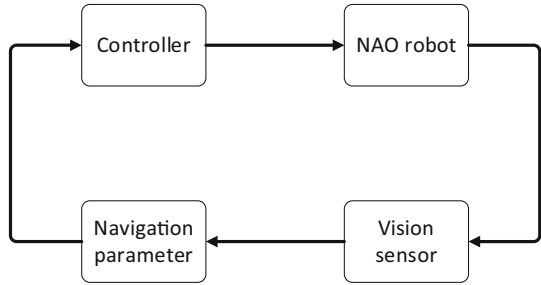 Controller
NAO robot
Navigation
parameter
Vision
sensor